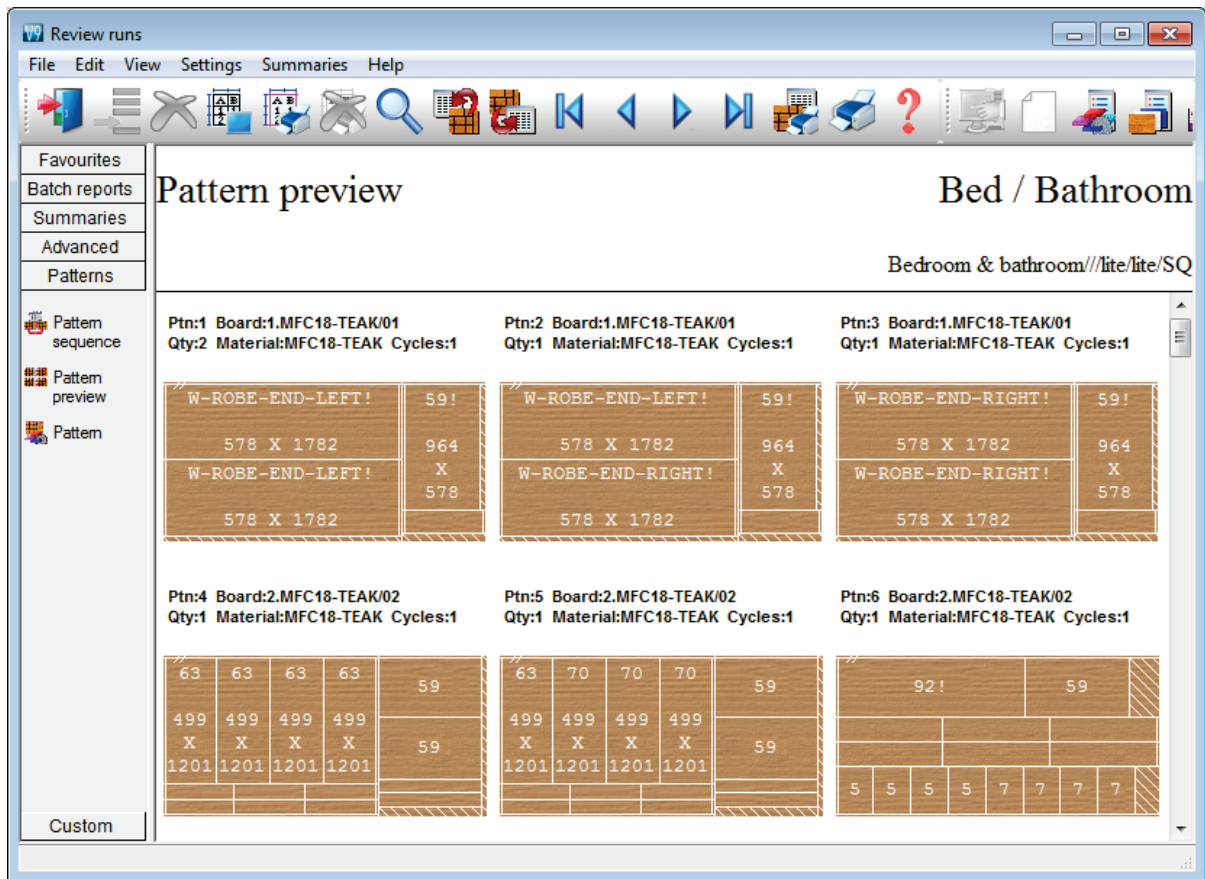 V9 Review runs
File Edit View Settings Summaries Help
Favourites
Batch reports
Summaries
Advanced
Patterns
Pattern sequence
Pattern preview
Pattern
Custom
Pattern preview
Bed / Bathroom
Bedroom & bathroom///lite/lite/SQ
Ptn:1 Board:1.MFC18-TEAK/01
Qty:2 Material:MFC18-TEAK Cycles:1
W-ROBE-END-LEFT!
578 X 1782
W-ROBE-END-LEFT!
578 X 1782
59!
964
X
578
Ptn:2 Board:1.MFC18-TEAK/01
Qty:1 Material:MFC18-TEAK Cycles:1
W-ROBE-END-LEFT!
578 X 1782
W-ROBE-END-RIGHT!
578 X 1782
59!
964
X
578
Ptn:3 Board:1.MFC18-TEAK/01
Qty:1 Material:MFC18-TEAK Cycles:1
W-ROBE-END-RIGHT!
578 X 1782
W-ROBE-END-RIGHT!
578 X 1782
59!
964
X
578
Ptn:4 Board:2.MFC18-TEAK/02
Qty:1 Material:MFC18-TEAK Cycles:1
63 63 63 63
499 499 499 499
X X X X
1201 1201 1201 1201
59
59
Ptn:5 Board:2.MFC18-TEAK/02
Qty:1 Material:MFC18-TEAK Cycles:1
63 70 70 70
499 499 499 499
X X X X
1201 1201 1201 1201
59
59
Ptn:6 Board:2.MFC18-TEAK/02
Qty:1 Material:MFC18-TEAK Cycles:1
92! 59
5 5 5 5 7 7 7 7